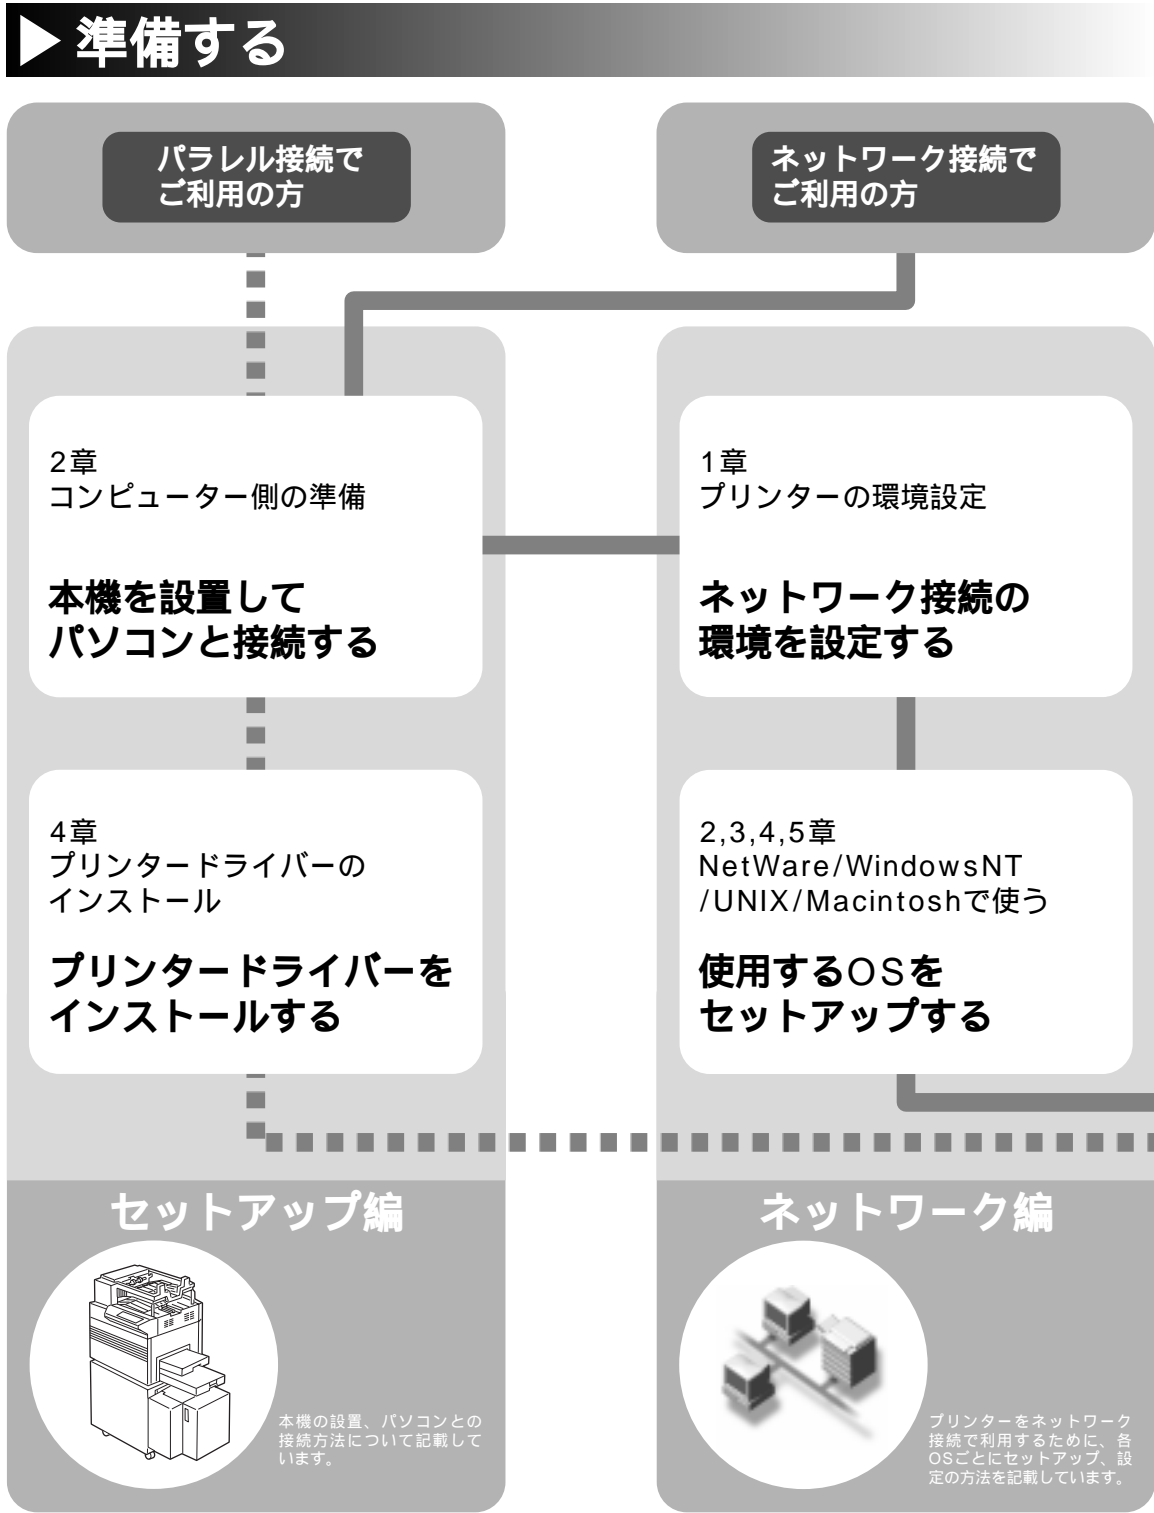 準備する
パラレル接続で
ご利用の方
ネットワーク接続で
ご利用の方
2章
コンピューター側の準備
本機を設置して
パソコンと接続する
1章
プリンターの環境設定
ネットワーク接続の
環境を設定する
4章
プリンタードライバーの
インストール
プリンタードライバーを
インストールする
2,3,4,5章
NetWare/WindowsNT
/UNIX/Macintoshで使う
使用するOSを
セットアップする
セットアップ編
本機の設置、パソコンとの
接続方法について記載して
います。
ネットワーク編
プリンターをネットワーク
接続で利用するために、各
OSごとにセットアップ、設
定の方法を記載しています。